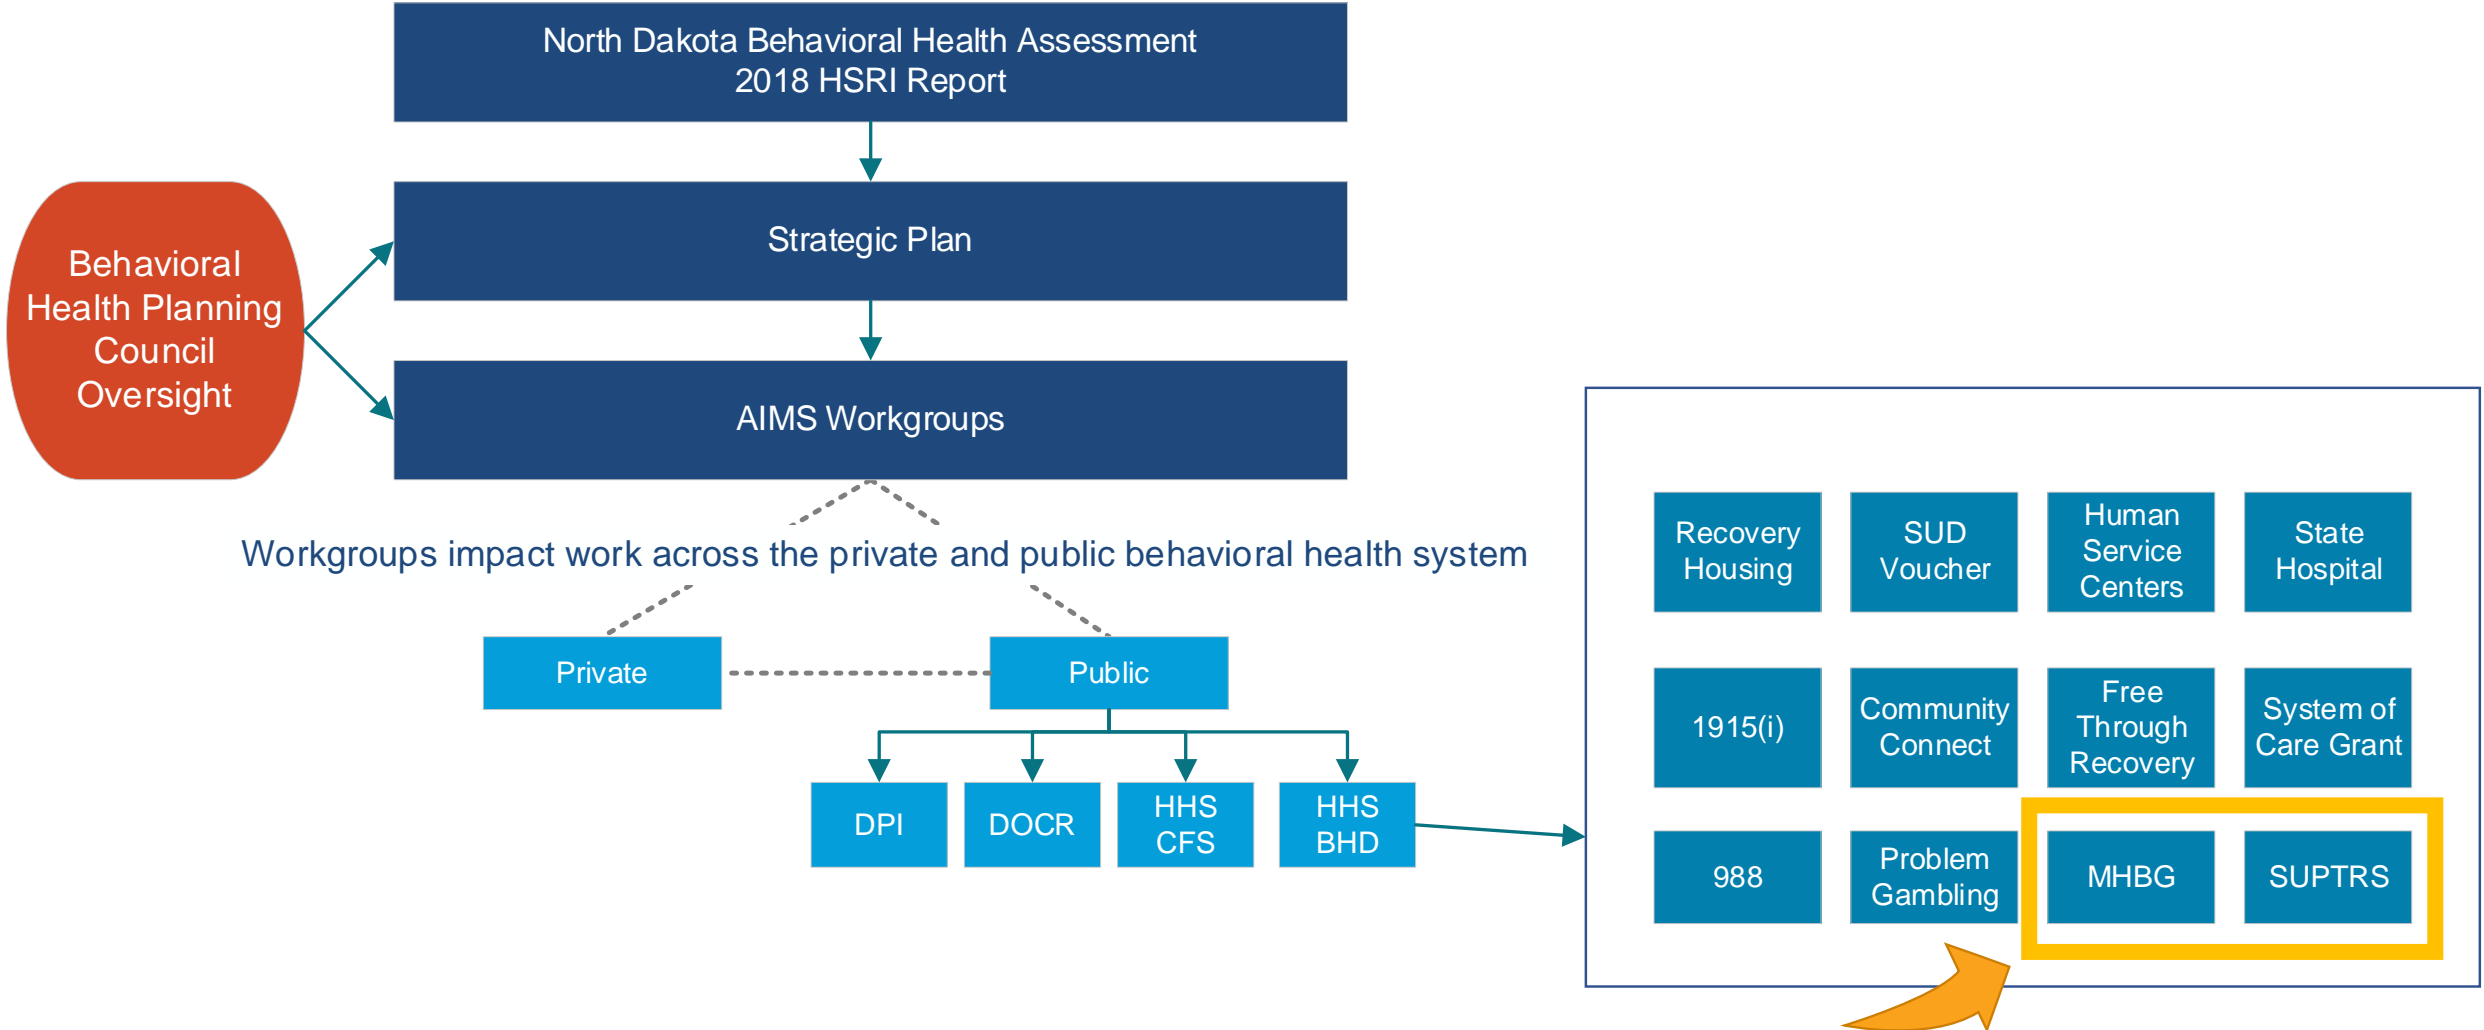 North Dakota Behavioral Health Assessment
2018 HSRI Report
Strategic Plan
Behavioral
Health Planning
Council
Oversight
AIMS Workgroups
Workgroups impact work across the private and public behavioral health system
Private
Public
DPI
DOCR
HHS
CFS
HHS
BHD
Recovery
Housing
SUD
Voucher
Human
Service
Centers
State
Hospital
1915(i)
Community
Connect
Free
Through
Recovery
System of
Care Grant
988
Problem
Gambling
MHBG
SUPTRS